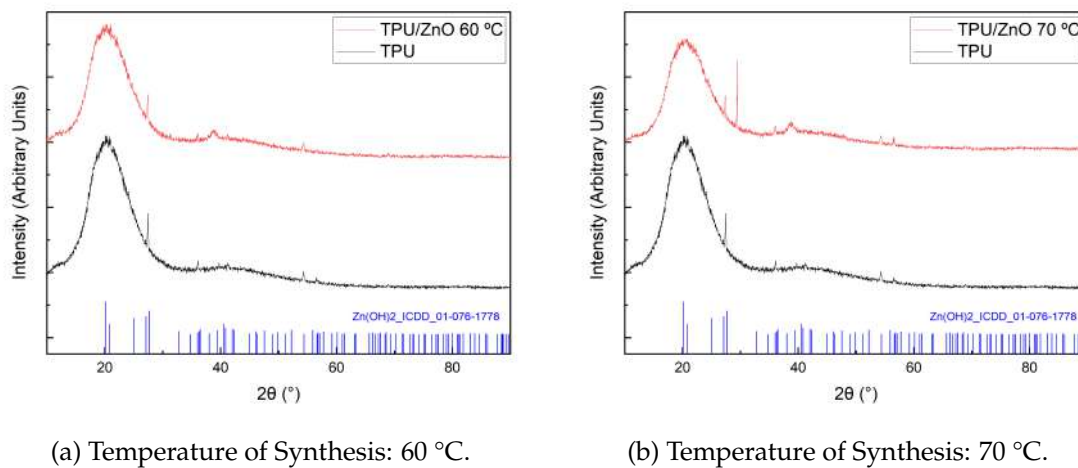 TPU/ZnO 60 ºC
TPU
Intensity (Arbitrary Units)
Zn(OH)2_ICDD_01-076-1778
20 40 60 80
2θ (°)
(a) Temperature of Synthesis: 60 °C.
TPU/ZnO 70 ºC
TPU
Intensity (Arbitrary Units)
Zn(OH)2_ICDD_01-076-1778
20 40 60 80
2θ (°)
(b) Temperature of Synthesis: 70 °C.